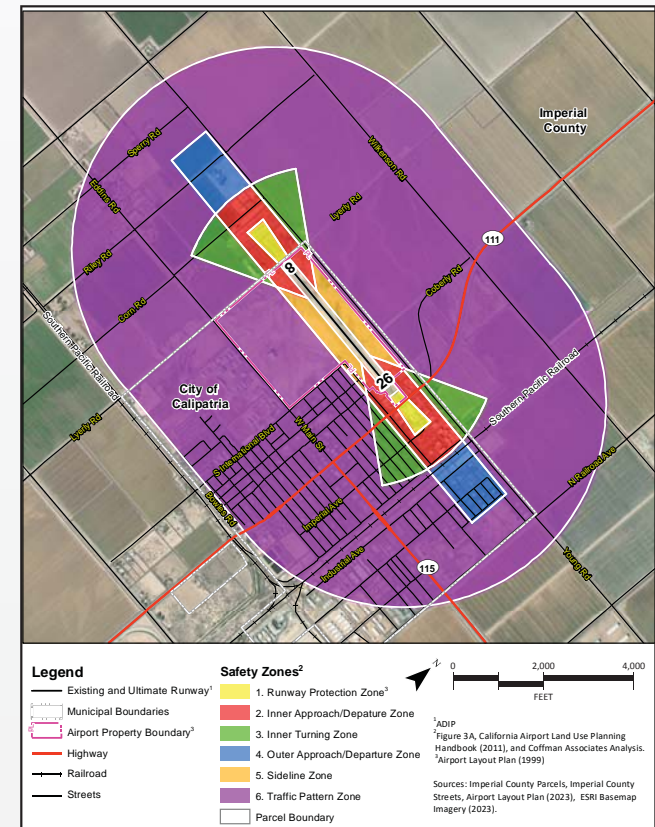 Imperial
County
Sperry Rd
Wilkenson Rd
Eddins Rd
Lyerly Rd
111
Riley Rd
Coberly Rd
Corn Rd
8
Southern Pacific Railroad
26
Southern Pacific Railroad
City of
Calipatria
Lyerly Rd
W Main St
S International Blvd
N Railroad Ave
Bowles Rd
Imperial Ave
Industrial Ave
115
Young Rd
Legend
Existing and Ultimate Runway1
Municipal Boundaries
Airport Property Boundary3
Highway
Railroad
Streets
Safety Zones2
1. Runway Protection Zone3
2. Inner Approach/Depature Zone
3. Inner Turning Zone
4. Outer Approach/Departure Zone
5. Sideline Zone
6. Traffic Pattern Zone
Parcel Boundary
N
0 2,000 4,000
FEET
1ADIP
2Figure 3A, California Airport Land Use Planning
Handbook (2011), and Coffman Associates Analysis.
3Airport Layout Plan (1999)
Sources: Imperial County Parcels, Imperial County
Streets, Airport Layout Plan (2023), ESRI Basemap
Imagery (2023).